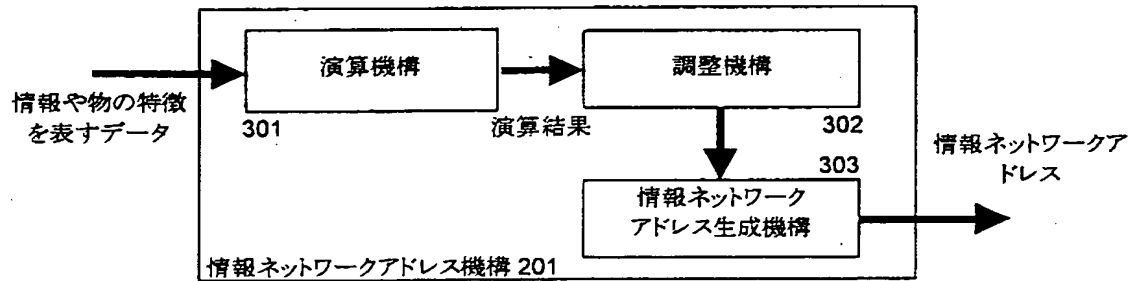 演算機構
調整機構
情報や物の特徴
を表すデータ
301
演算結果
302
303
情報ネットワークア
ドレス
情報ネットワーク
アドレス生成機構
情報ネットワークアドレス機構 201